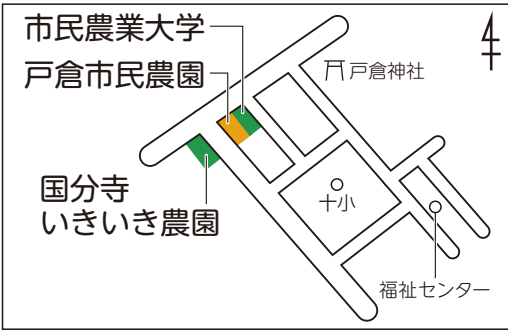 市民農業大学
戸倉市民農園
戸倉神社
国分寺
いきいき農園
十小
福祉センター